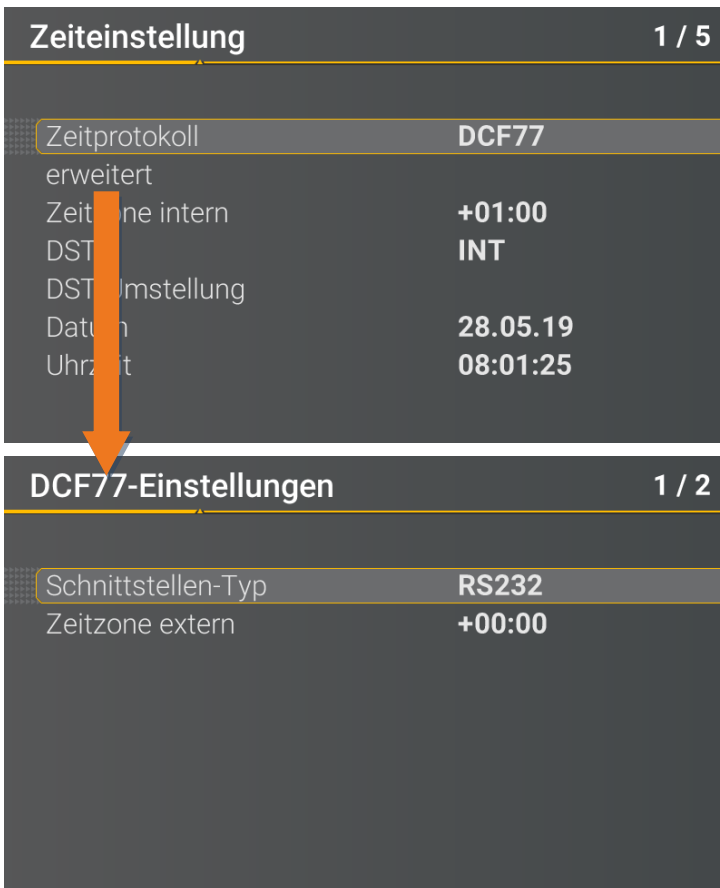 Zeiteinstellung 1 / 5
Zeitprotokoll DCF77
erweitert
intern +01:00
DST INT
DST Umstellung
Datum 28.05.19
Uhrzeit 08:01:25
DCF77-Einstellungen 1 / 2
Schnittstellen-Typ RS232
Zeitzone extern +00:00